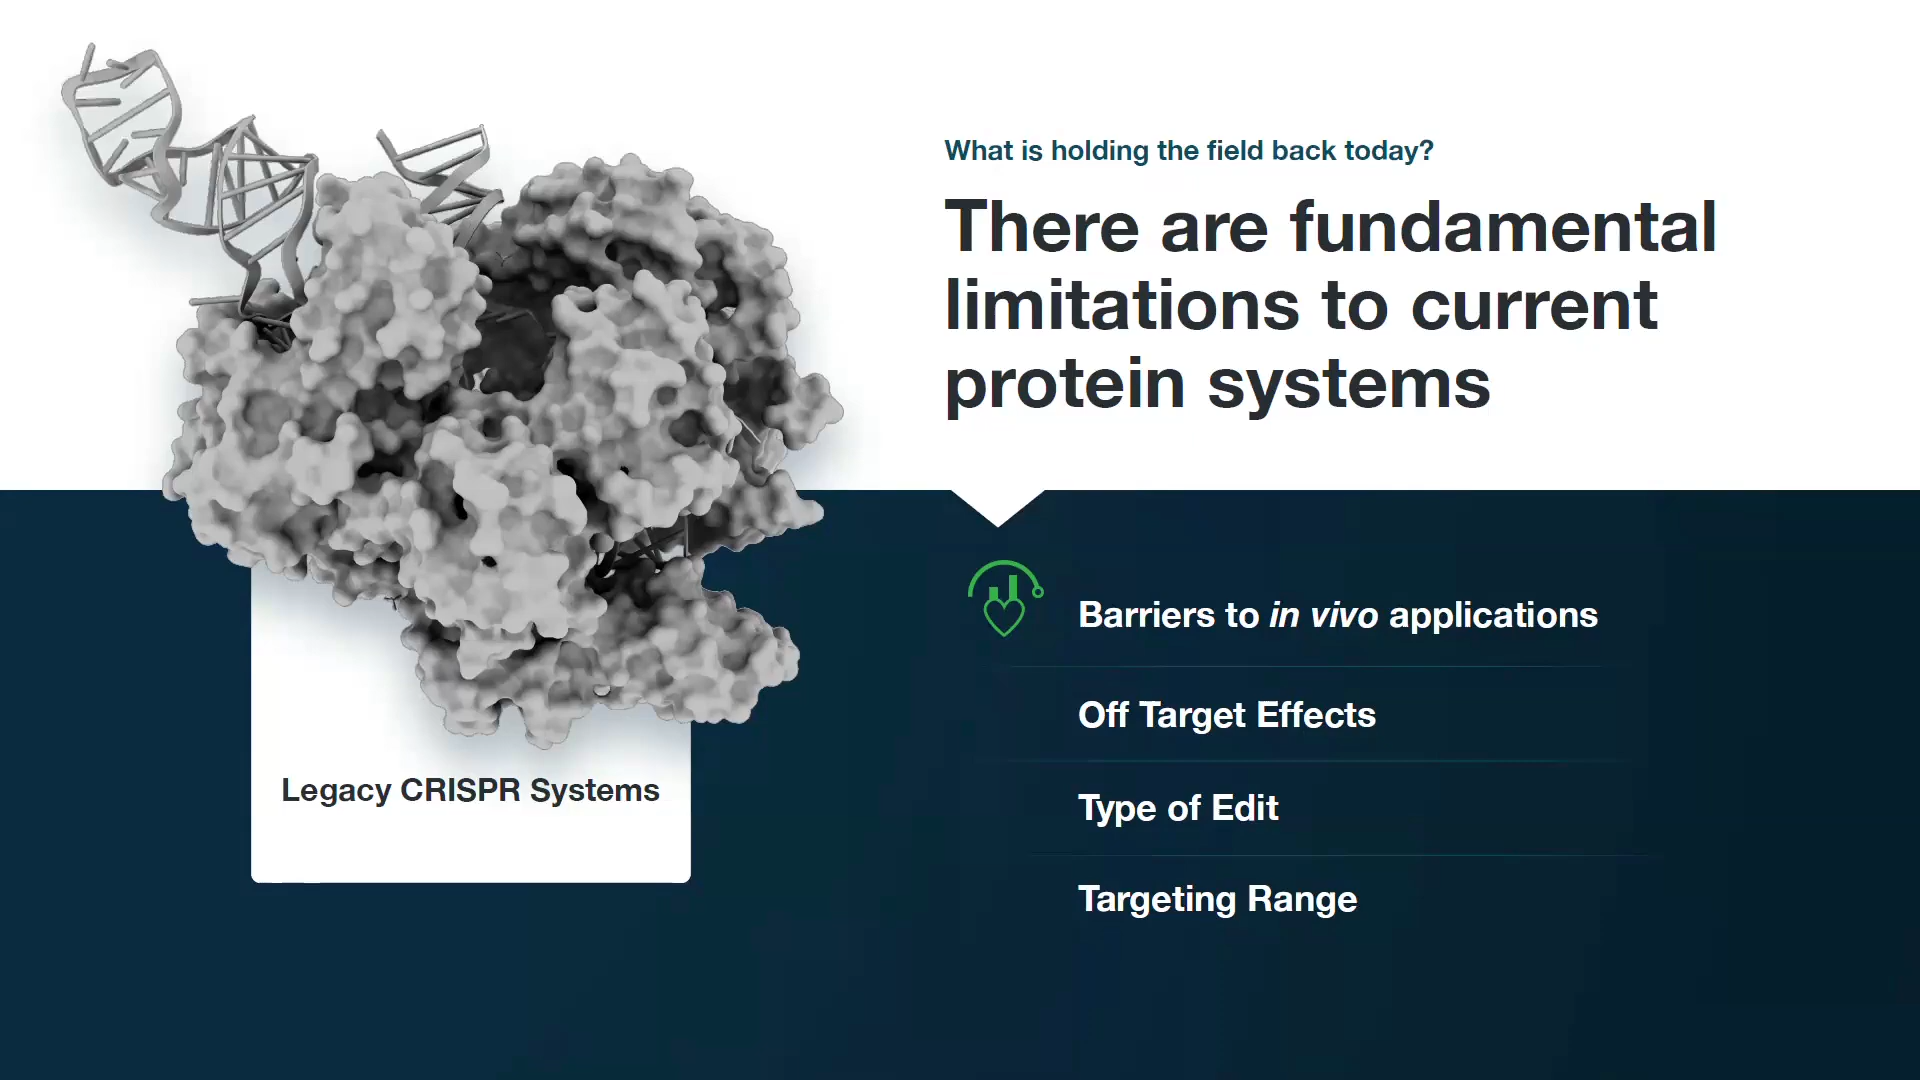 What is holding the field back today?
There are fundamental
limitations to current
protein systems
Barriers to in vivo applications
Off Target Effects
Type of Edit
Targeting Range
Legacy CRISPR Systems